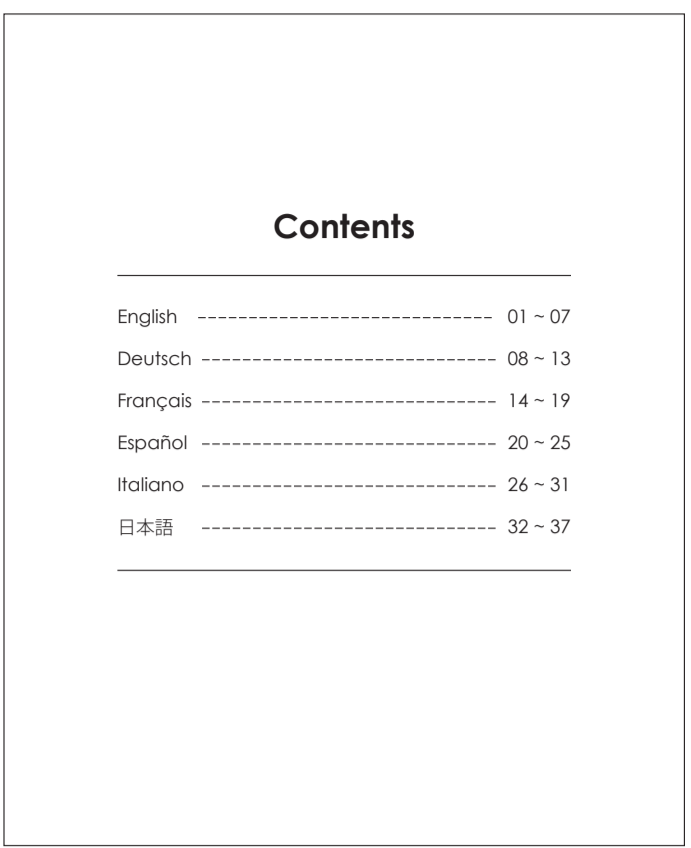 Contents
English ----------------------------- 01 ~ 07
Deutsch ----------------------------- 08 ~ 13
Français ----------------------------- 14 ~ 19
Español ----------------------------- 20 ~ 25
Italiano ----------------------------- 26 ~ 31
日本語 ----------------------------- 32 ~ 37